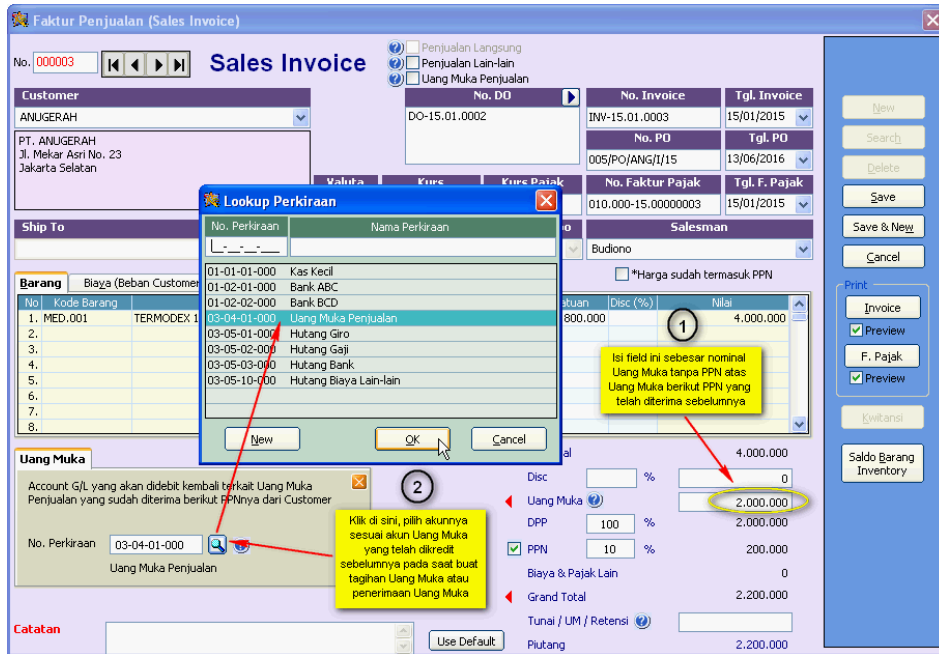 Faktur Penjualan (Sales Invoice)
No. 000003
Sales Invoice
Penjualan Langsung
Penjualan Lain-lain
Uang Muka Penjualan
Customer
ANUGERAH
PT. ANUGERAH
Jl. Mekar Asri No. 23
Jakarta Selatan
No. DO
DO-15.01.0002
No. Invoice
Tgl. Invoice
INV-15.01.0003
15/01/2015
No. PO
Tgl. PO
005/PO/ANG/I/15
13/06/2016
Valuta
Kurs
Kurs Pajak
No. Faktur Pajak
Tgl. F. Pajak
010.000-15.00000003
15/01/2015
Ship To
Salesman
Budiono
Barang
Biaya (Beban Customer
*Harga sudah termasuk PPN
No
Kode Barang
Disc (%)
Nilai
1. MED.001
TERMODEX 1
800.000
4.000.000
2.
3.
4.
5.
6.
7.
8.
Lookup Perkiraan
No. Perkiraan
Nama Perkiraan
01-01-01-000 Kas Kecil
01-02-01-000 Bank ABC
01-02-02-000 Bank BCD
03-04-01-000 Uang Muka Penjualan
03-05-01-000 Hutang Giro
03-05-02-000 Hutang Gaji
03-05-03-000 Hutang Bank
03-05-10-000 Hutang Biaya Lain-lain
New
OK
Cancel
1
Isi field ini sebesar nominal
Uang Muka tanpa PPN atas
Uang Muka berikut PPN yang
telah diterima sebelumnya
Uang Muka
Account G/L yang akan didebit kembali terkait Uang Muka
Penjualan yang sudah diterima berikut PPNnya dari Customer
No. Perkiraan 03-04-01-000
Uang Muka Penjualan
2
Klik di sini, pilih akunnya
sesuai akun Uang Muka
yang telah dikredit
sebelumnya pada saat buat
tagihan Uang Muka atau
penerimaan Uang Muka
4.000.000
Disc % 0
Uang Muka 2.000.000
DPP 100 % 2.000.000
PPN 10 % 200.000
Biaya & Pajak Lain 0
Grand Total 2.200.000
Tunai / UM / Retensi
Piutang 2.200.000
Catatan
Use Default
New
Search
Delete
Save
Save & New
Cancel
Print
Invoice
Preview
F. Pajak
Preview
Kwitansi
Saldo Barang
Inventory